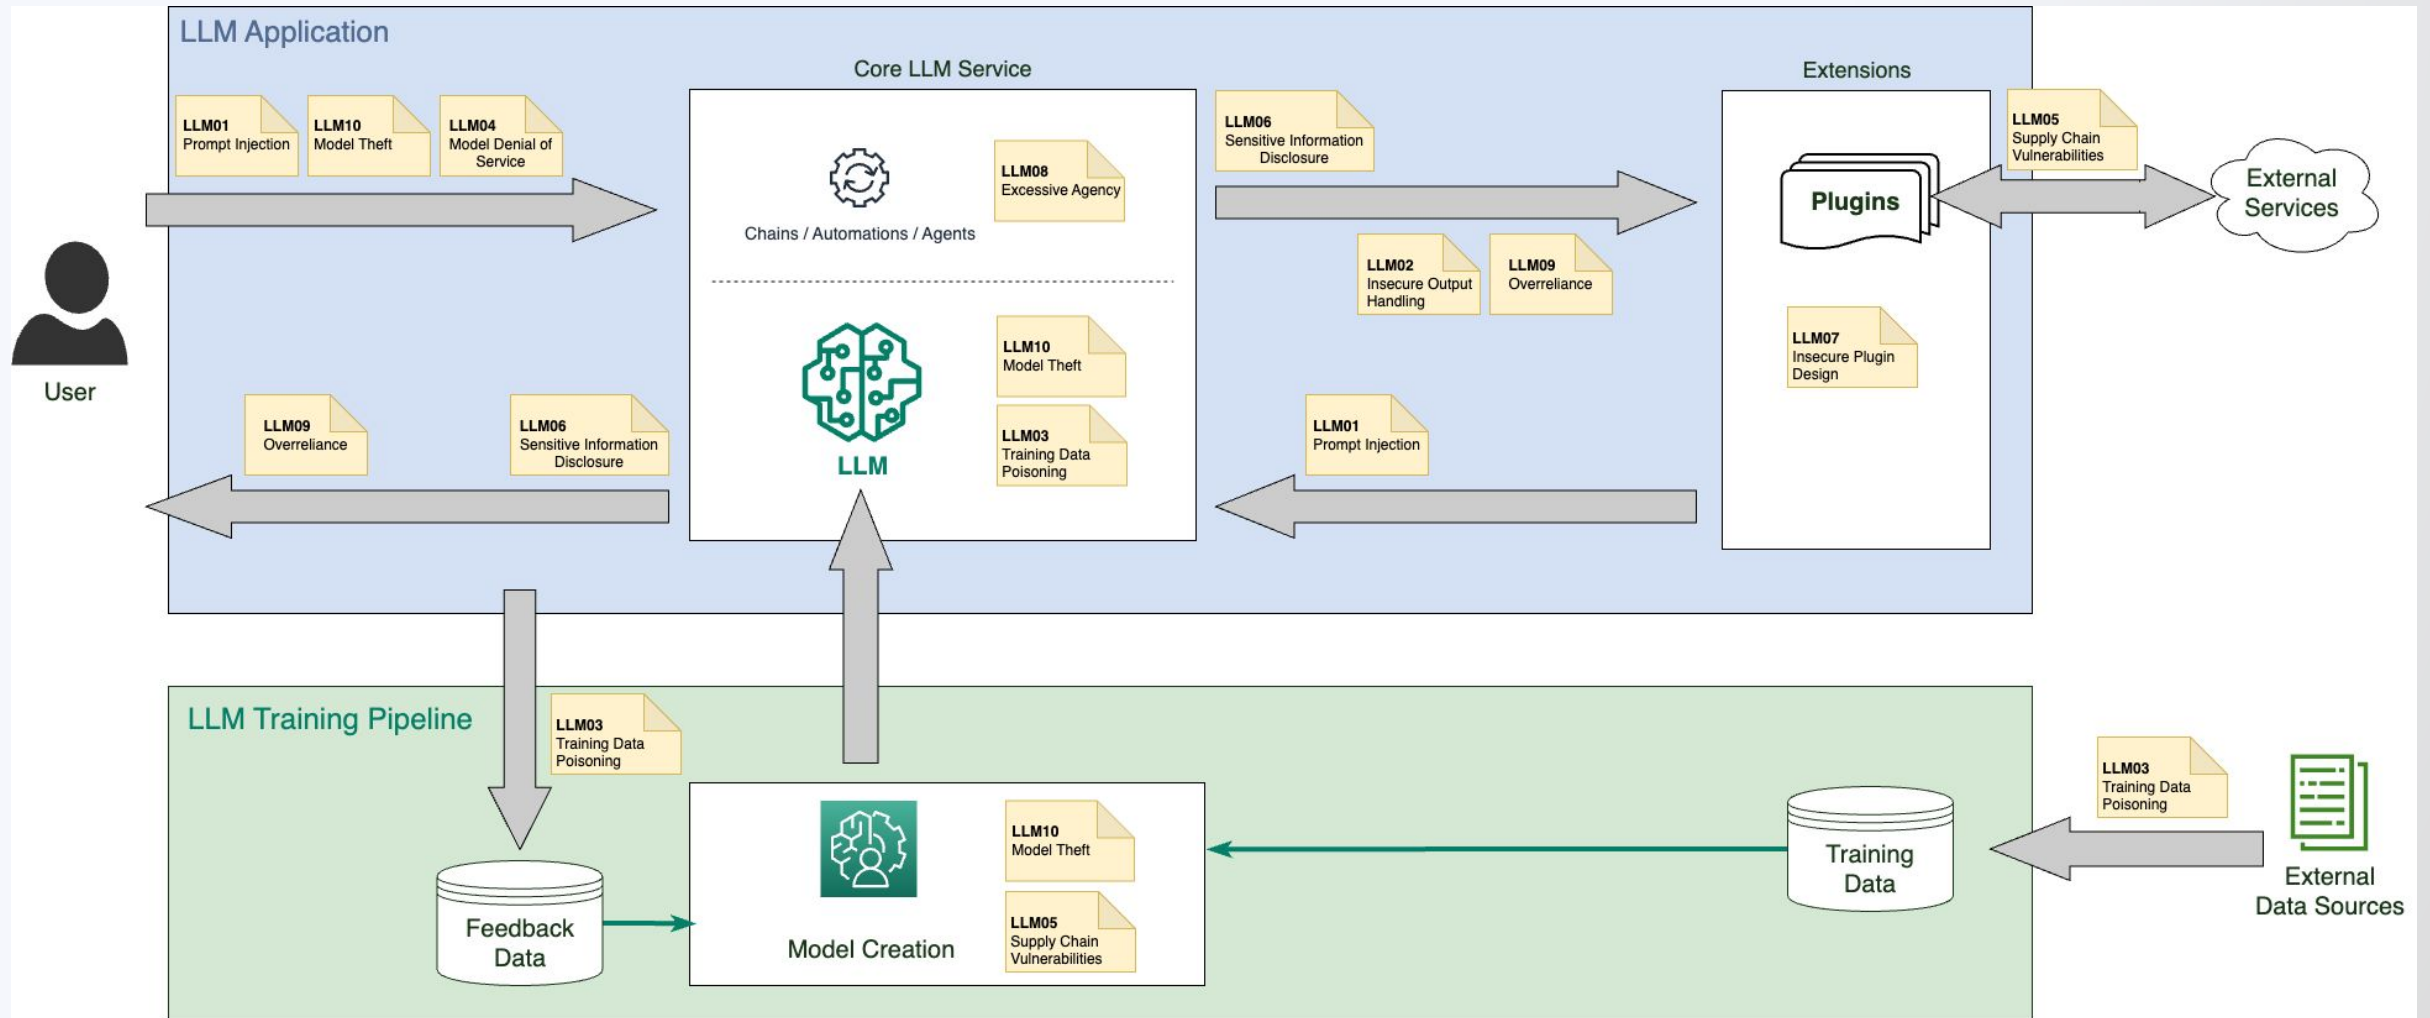 LLM Application
Core LLM Service
Extensions
LLM01
Prompt Injection
LLM10
Model Theft
LLM04
Model Denial of
Service
LLM08
Excessive Agency
Chains / Automations / Agents
LLM06
Sensitive Information
Disclosure
LLM05
Supply Chain
Vulnerabilities
Plugins
External
Services
LLM02
Insecure Output
Handling
LLM09
Overreliance
LLM07
Insecure Plugin
Design
User
LLM10
Model Theft
LLM03
Training Data
Poisoning
LLM
LLM09
Overreliance
LLM06
Sensitive Information
Disclosure
LLM01
Prompt Injection
LLM Training Pipeline
LLM03
Training Data
Poisoning
Feedback
Data
Model Creation
LLM10
Model Theft
LLM05
Supply Chain
Vulnerabilities
Training
Data
LLM03
Training Data
Poisoning
External
Data Sources